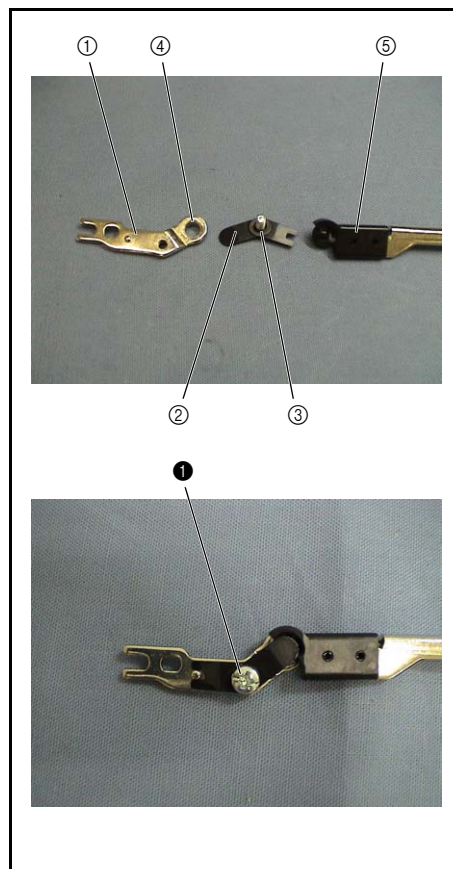 ① ④ ⑤
② ③
❶